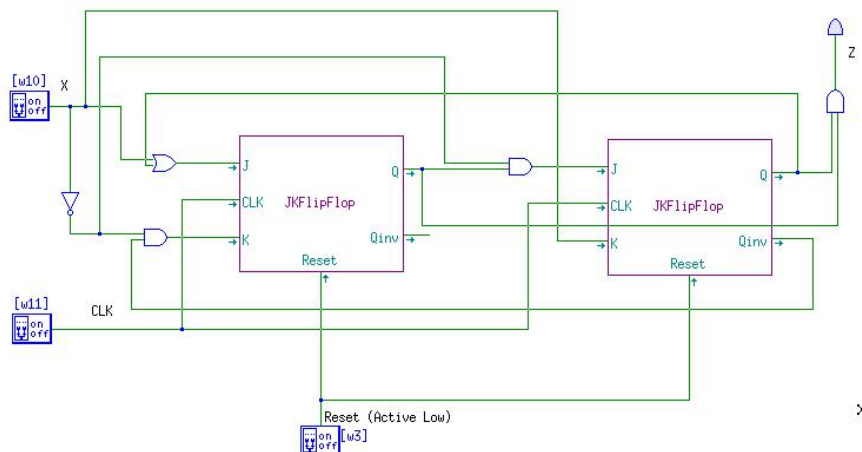 [w10]
X
on
off
Z
J
Q
CLK
JKFlipFlop
K
Qinv
Reset
J
Q
CLK
JKFlipFlop
K
Qinv
Reset
[w11]
on
off
CLK
Reset (Active Low)
on
off
[w3]